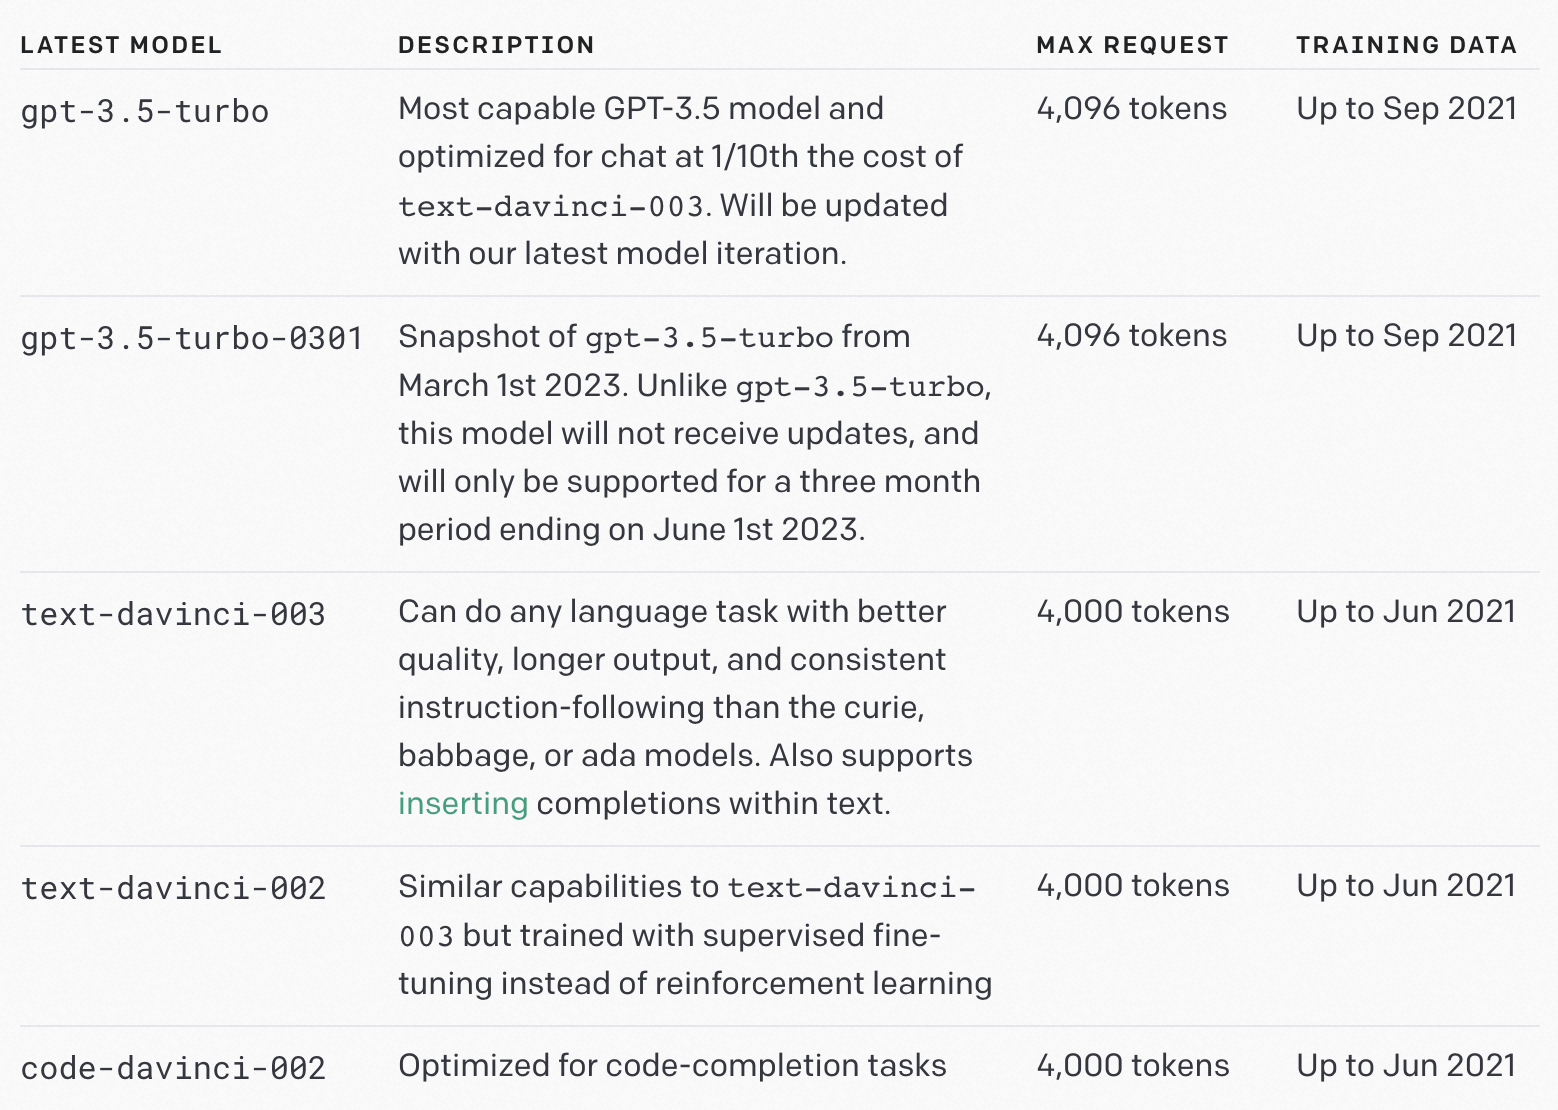 LATEST MODEL DESCRIPTION MAX REQUEST TRAINING DATA
gpt-3.5-turbo Most capable GPT-3.5 model and 4,096 tokens Up to Sep 2021
optimized for chat at 1/10th the cost of
text-davinci-003. Will be updated
with our latest model iteration.
gpt-3.5-turbo-0301 Snapshot of gpt-3.5-turbo from 4,096 tokens Up to Sep 2021
March 1st 2023. Unlike gpt-3.5-turbo,
this model will not receive updates, and
will only be supported for a three month
period ending on June 1st 2023.
text-davinci-003 Can do any language task with better 4,000 tokens Up to Jun 2021
quality, longer output, and consistent
instruction-following than the curie,
babbage, or ada models. Also supports
inserting completions within text.
text-davinci-002 Similar capabilities to text-davinci- 4,000 tokens Up to Jun 2021
003 but trained with supervised fine-
tuning instead of reinforcement learning
code-davinci-002 Optimized for code-completion tasks 4,000 tokens Up to Jun 2021